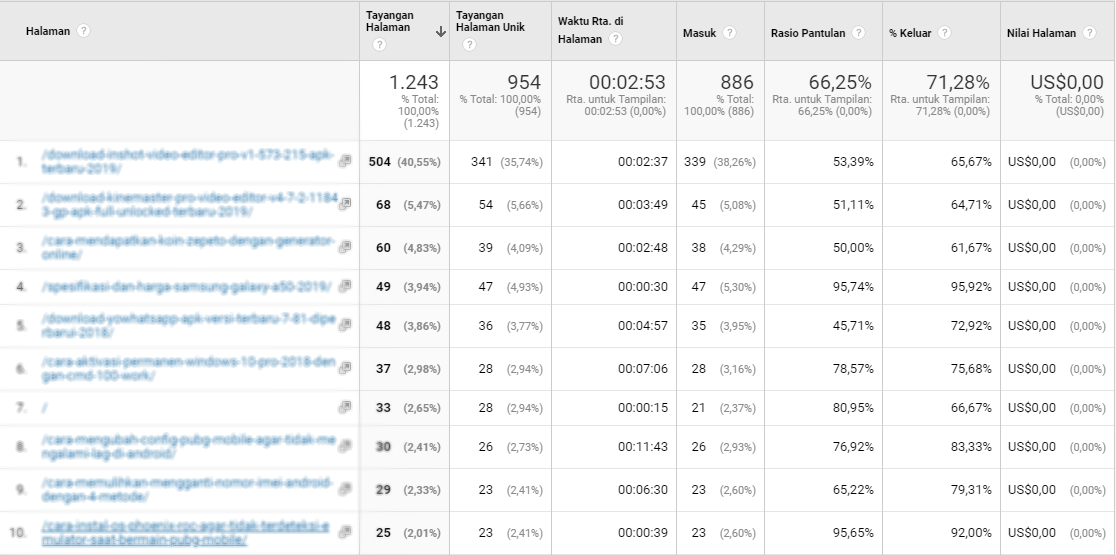 Halaman ?
Tayangan
Halaman
?
Tayangan
Halaman Unik
?
Waktu Rta. di
Halaman ?
Masuk ?
Rasio Pantulan ?
% Keluar ?
Nilai Halaman ?
1.243
% Total:
100,00%
(1.243)
954
% Total: 100,00%
(954)
00:02:53
Rta. untuk Tampilan:
00:02:53 (0,00%)
886
% Total:
100,00% (886)
66,25%
Rta. untuk Tampilan:
66,25% (0,00%)
71,28%
Rta. untuk Tampilan:
71,28% (0,00%)
US$0,00
% Total: 0,00%
(US$0,00)
1. /download-inshot-video-editor-pro-v1-573-215-apk-
terbaru-2019/
504 (40,55%) 341 (35,74%) 00:02:37 339 (38,26%) 53,39% 65,67% US$0,00 (0,00%)
2. /download-kinemaster-pro-video-editor-v4-7-2-1184
3-gp-apk-full-unlocked-terbaru-2019/
68 (5,47%) 54 (5,66%) 00:03:49 45 (5,08%) 51,11% 64,71% US$0,00 (0,00%)
3. /cara-mendapatkan-koin-zepeto-dengan-generator-
online/
60 (4,83%) 39 (4,09%) 00:02:48 38 (4,29%) 50,00% 61,67% US$0,00 (0,00%)
4. /spesifikasi-dan-harga-samsung-galaxy-a50-2019/ 49 (3,94%) 47 (4,93%) 00:00:30 47 (5,30%) 95,74% 95,92% US$0,00 (0,00%)
5. /download-yowhatsapp-apk-versi-terbaru-7-81-dipe
rbarui-2018/
48 (3,86%) 36 (3,77%) 00:04:57 35 (3,95%) 45,71% 72,92% US$0,00 (0,00%)
6. /cara-aktivasi-permanen-windows-10-pro-2018-den
gan-cmd-100-work/
37 (2,98%) 28 (2,94%) 00:07:06 28 (3,16%) 78,57% 75,68% US$0,00 (0,00%)
7. / 33 (2,65%) 28 (2,94%) 00:00:15 21 (2,37%) 80,95% 66,67% US$0,00 (0,00%)
8. /cara-mengubah-config-pubg-mobile-agar-tidak-me
ngalami-lag-di-android/
30 (2,41%) 26 (2,73%) 00:11:43 26 (2,93%) 76,92% 83,33% US$0,00 (0,00%)
9. /cara-memulihkan-mengganti-nomor-imei-android-
dengan-4-metode/
29 (2,33%) 23 (2,41%) 00:06:30 23 (2,60%) 65,22% 79,31% US$0,00 (0,00%)
10. /cara-instal-os-phoenix-roc-agar-tidak-terdeteksi-e
mulator-saat-bermain-pubg-mobile/
25 (2,01%) 23 (2,41%) 00:00:39 23 (2,60%) 95,65% 92,00% US$0,00 (0,00%)